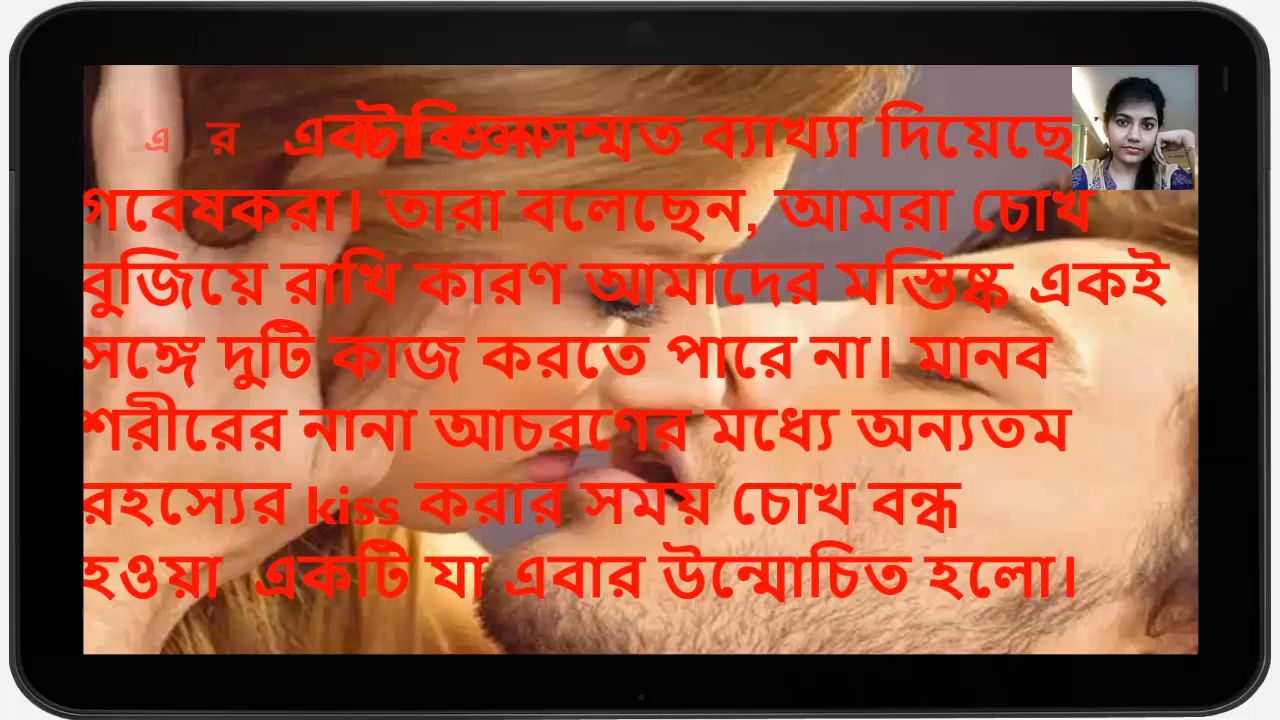 এ র একটা বিজ্ঞানসম্মত ব্যাখ্যা দিয়েছে
গবেষকরা। তারা বলেছেন, আমরা চোখ
বুজিয়ে রাখি কারণ আমাদের মস্তিষ্ক একই
সঙ্গে দুটি কাজ করতে পারে না। মানব
শরীরের নানা আচরণের মধ্যে অন্যতম
রহস্যের kiss করার সময় চোখ বন্ধ
হওয়া একটি যা এবার উন্মোচিত হলো।